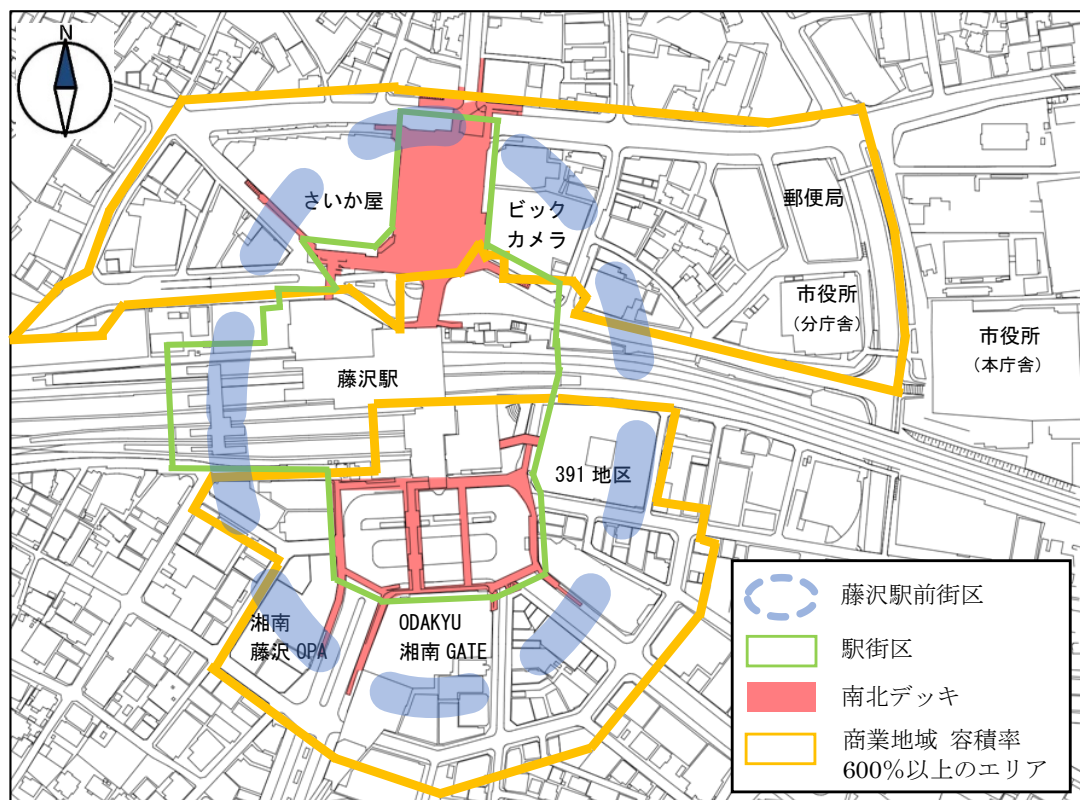 N
さいか屋
ビック
カメラ
郵便局
市役所
(分庁舎)
市役所
(本庁舎)
藤沢駅
391 地区
湘南
藤沢 OPA
ODAKYU
湘南 GATE
藤沢駅前街区
駅街区
南北デッキ
商業地域 容積率
600%以上のエリア